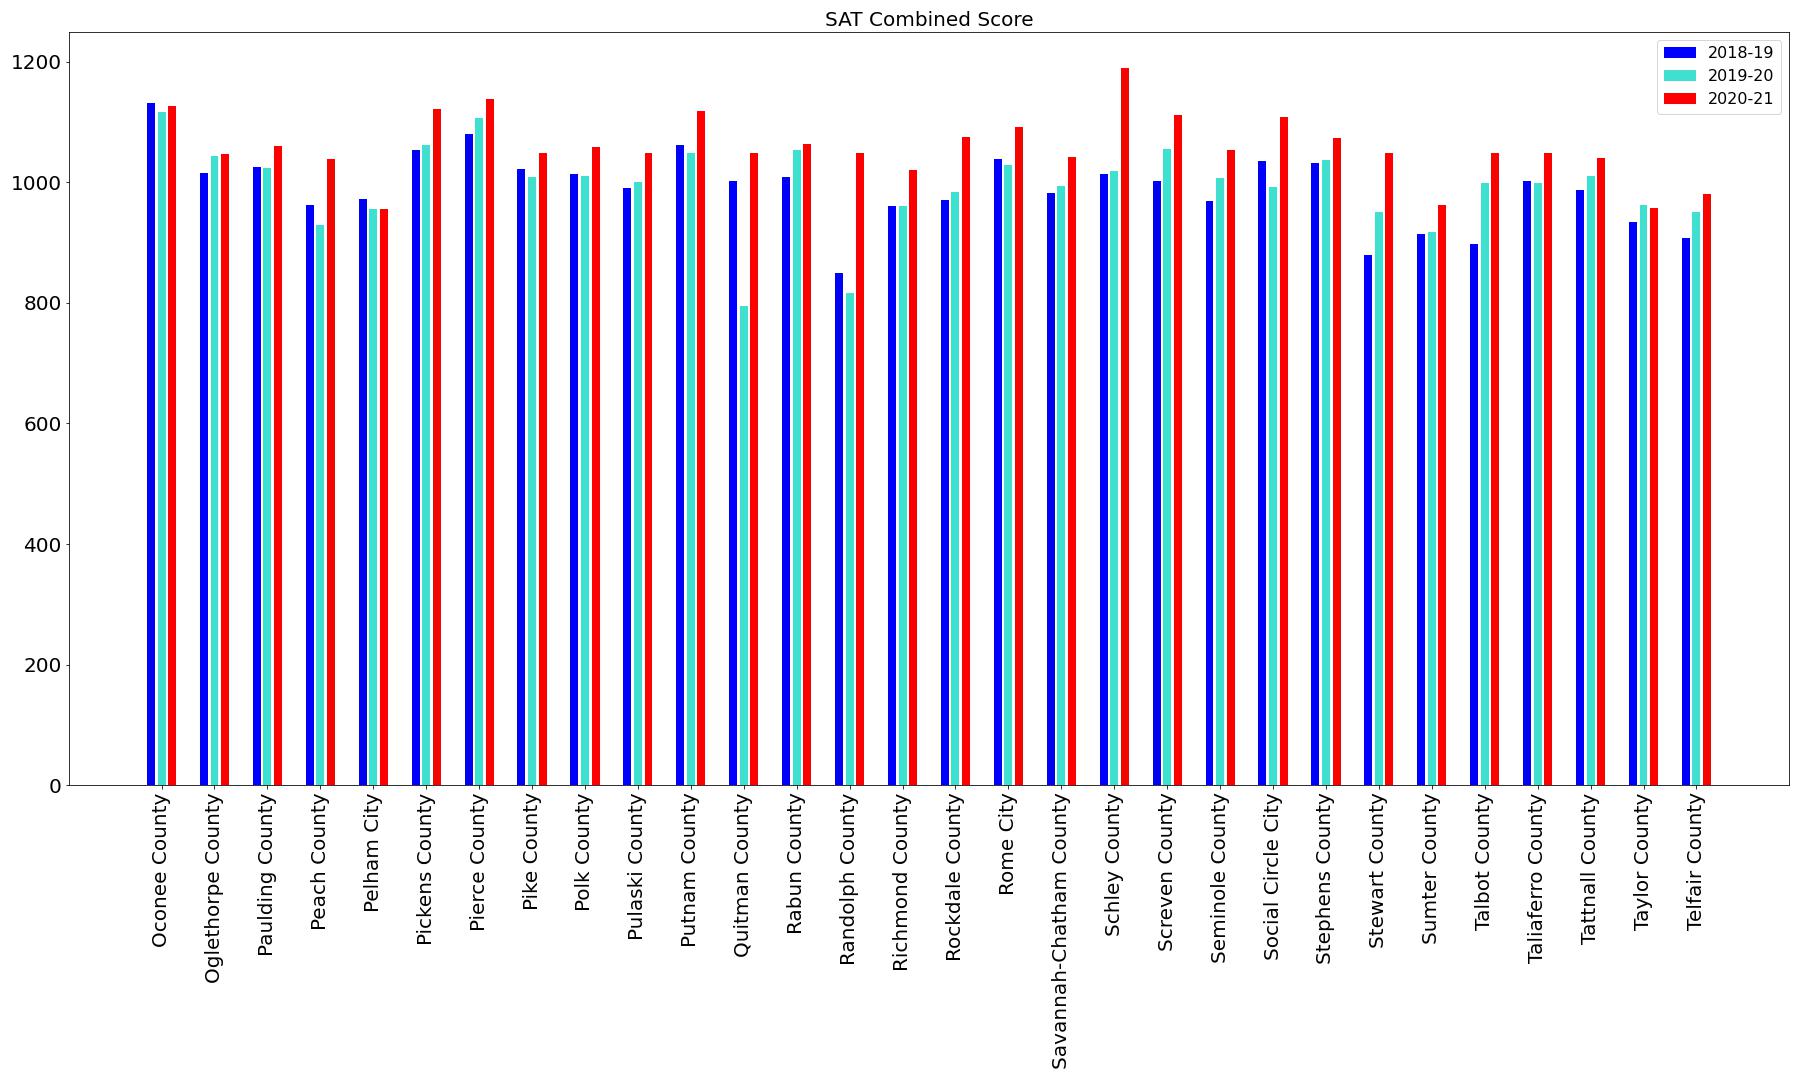 SAT Combined Score
1200
1000
800
600
400
200
0
2018-19
2019-20
2020-21
Oconee County
Oglethorpe County
Paulding County
Peach County
Pelham City
Pickens County
Pierce County
Pike County
Polk County
Pulaski County
Putnam County
Quitman County
Rabun County
Randolph County
Richmond County
Rockdale County
Rome City
Savannah-Chatham County
Schley County
Screven County
Seminole County
Social Circle City
Stephens County
Stewart County
Sumter County
Talbot County
Taliaferro County
Tattnall County
Taylor County
Telfair County